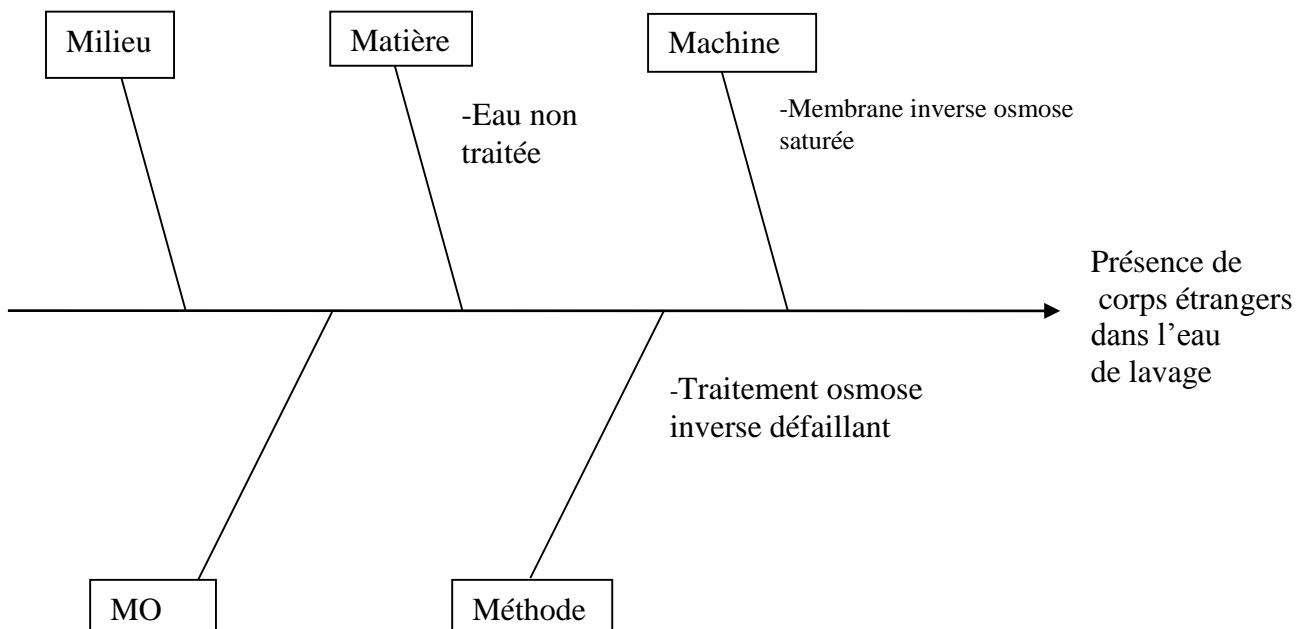 Milieu
Matière
Machine
-Eau non
traitée
-Membrane inverse osmose
saturée
Présence de
corps étrangers
dans l’eau
de lavage
-Traitement osmose
inverse défaillant
MO
Méthode